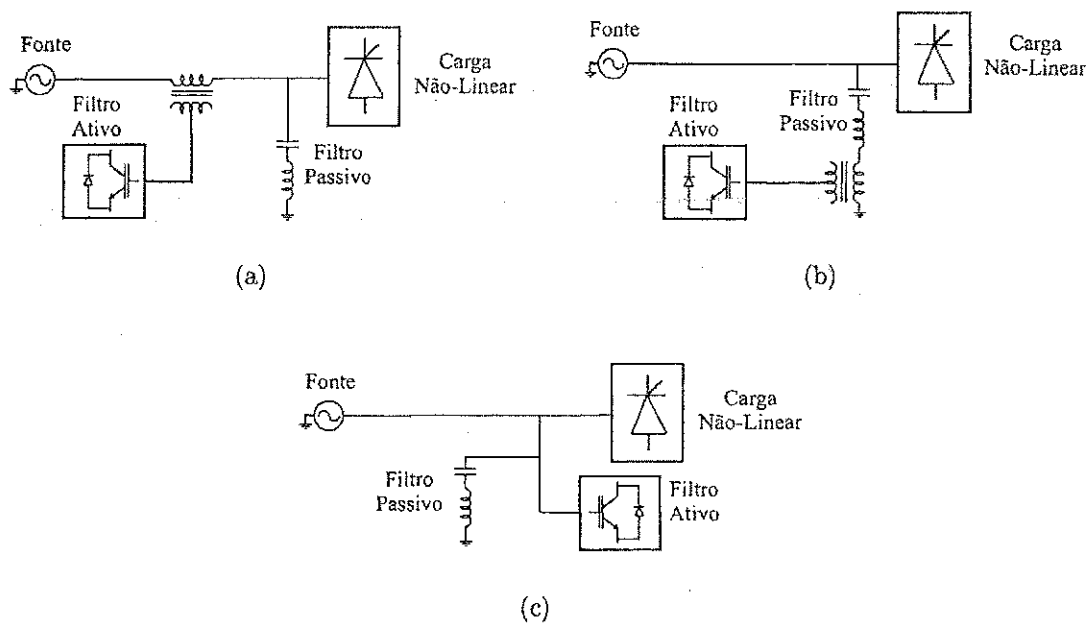 Fonte
Carga
Não-Linear
Filtro
Ativo
Filtro
Passivo
(a)
Fonte
Carga
Não-Linear
Filtro
Passivo
Filtro
Ativo
(b)
Fonte
Carga
Não-Linear
Filtro
Passivo
Filtro
Ativo
(c)